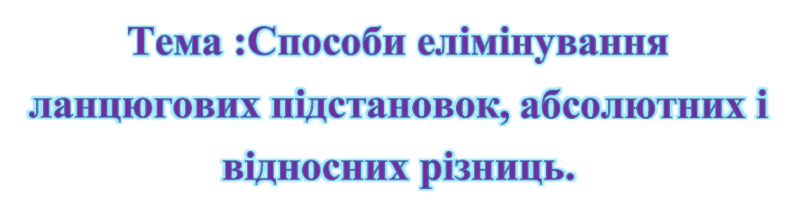 Тема :Способи елімінування
ланцюгових підстановок, абсолютних і
відносних різниць.